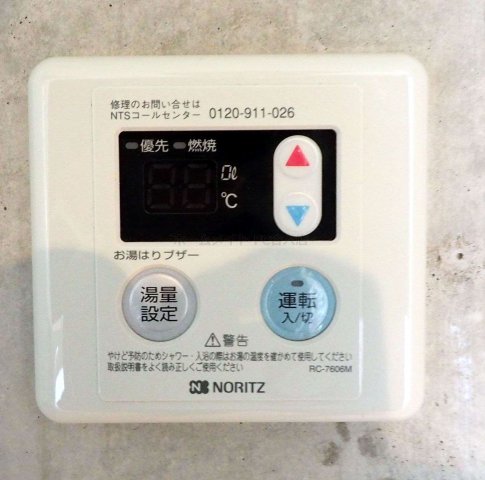 修理のお問い合せは
NTSコールセンター 0120-911-026
優先 燃焼
0ℓ
℃
お湯はりブザー
湯量
設定
運転
入/切
⚠警告
やけど予防のためシャワー・入浴の際はお湯の温度を確かめて使用してください
取扱説明書をよく読み正しくご使用ください RC-7606M
NORITZ